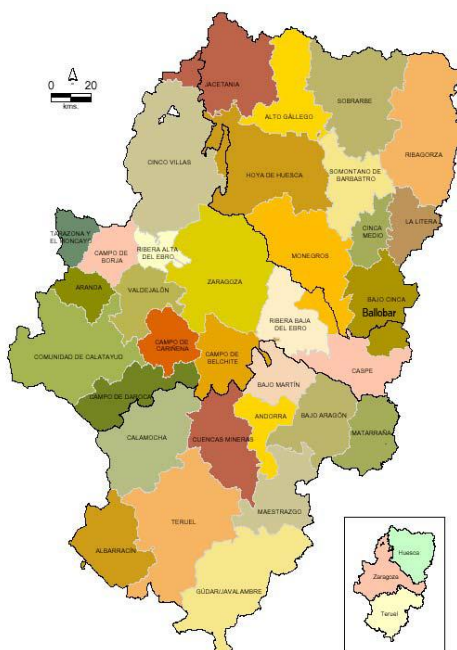 JACETANIA
0 20
kms.
ALTO GÁLLEGO
SOBRARBE
RIBAGORZA
CINCO VILLAS
HOYA DE HUESCA
SOMONTANO DE
BARBASTRO
LA LITERA
CINCA
MEDIO
TARAZONA Y
EL MONCAYO
CAMPO DE
BORJA
RIBERA ALTA
DEL EBRO
MONEGROS
ZARAGOZA
ARANDA
VALDEJALÓN
BAJO CINCA
Ballobar
RIBERA BAJA
DEL EBRO
COMUNIDAD DE CALATAYUD
CAMPO DE
CARIÑENA
CAMPO DE
BELCHITE
CASPE
BAJO MARTÍN
CAMPO DE DAROCA
ANDORRA
BAJO ARAGÓN
MATARRAÑA
CALAMOCHA
CUENCAS MINERAS
MAESTRAZGO
TERUEL
ALBARRACÍN
GÚDAR/JAVALAMBRE
Huesca
Zaragoza
Teruel